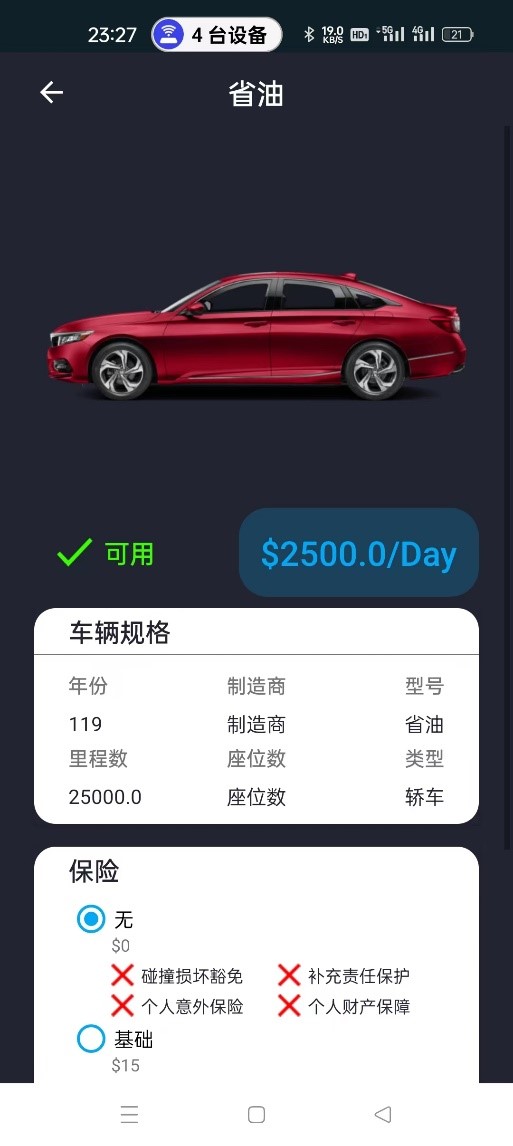 23:27 4 台设备 19.0 KB/S HD1 5G 4G 21
省油
可用 $2500.0/Day
车辆规格
年份 制造商 型号
119 制造商 省油
里程数 座位数 类型
25000.0 座位数 轿车
保险
无
$0
碰撞损坏豁免 补充责任保护
个人意外保险 个人财产保障
基础
$15